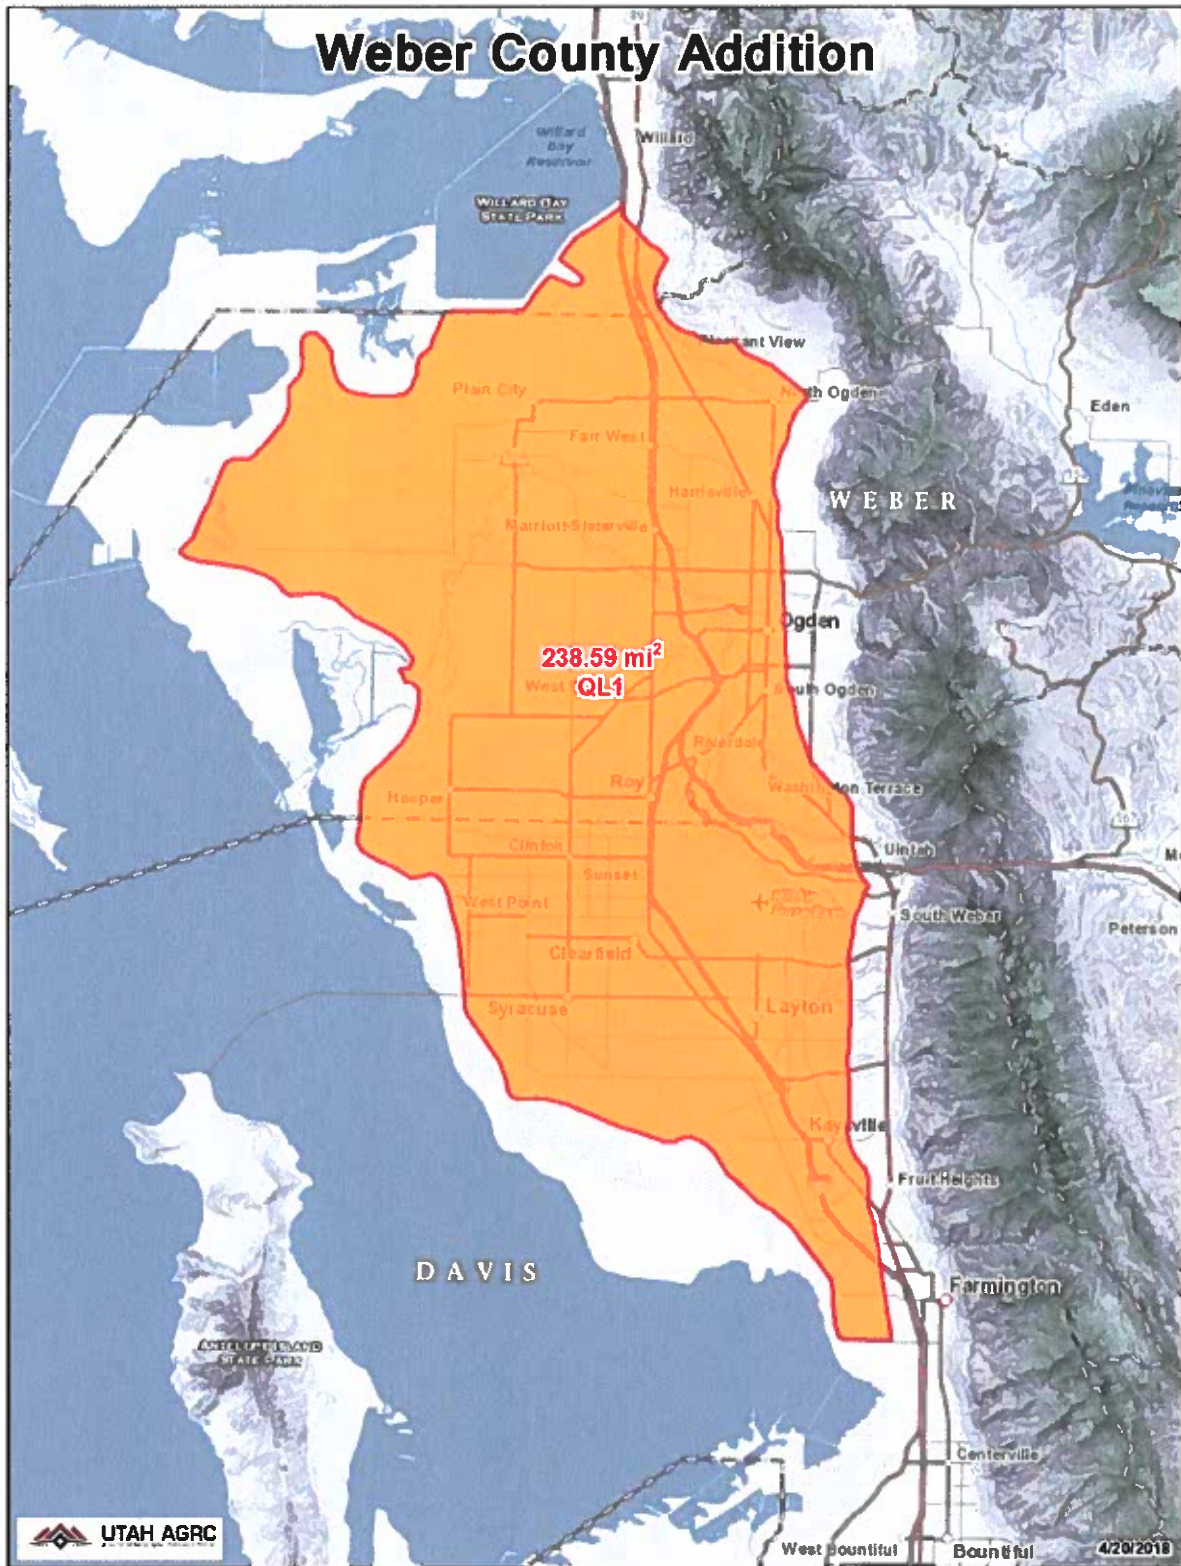 Weber County Addition
89
Willard
Bay
Reservoir
Willard
WILLARD BAY
STATE PARK
Pleasant View
Plain City
North Ogden
Eden
Farr West
Harrisville
WEBER
Marriott-Slaterville
Ogden
238.59 mi²
QL1
West
South Ogden
Riverdale
Roy
Hooper
Washington Terrace
167
Clinton
Uintah
Sunset
West Point
South Weber
Peterson
Clearfield
Syracuse
Layton
Kaysville
Fruit Heights
DAVIS
Farmington
ANTELOPE ISLAND
STATE PARK
Centerville
UTAH AGRC
West Bountiful
Bountiful
4/20/2018